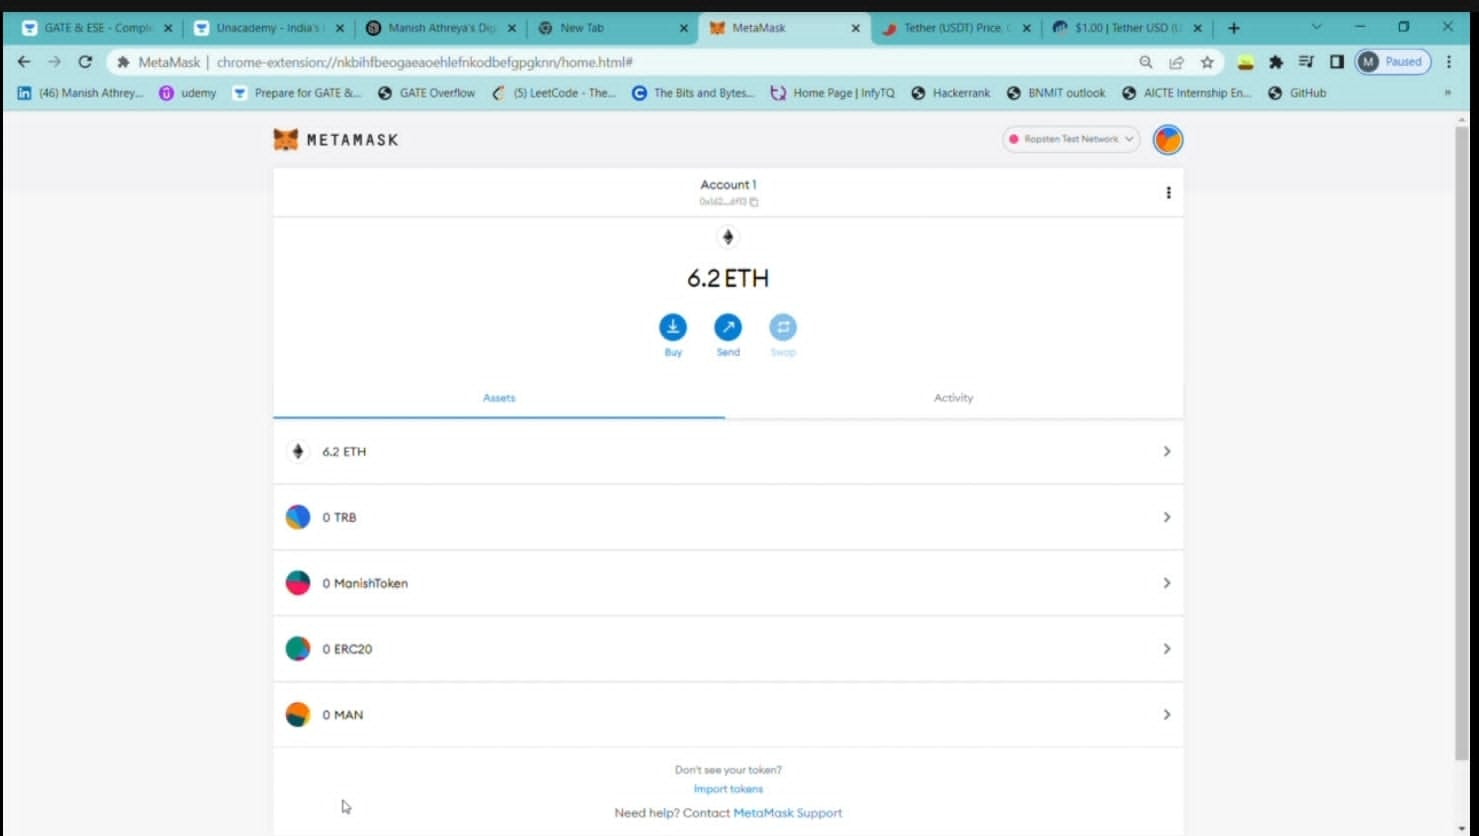 GATE & ESE - Comple
Unacademy - India's
Manish Athreya's Dig
New Tab
MetaMask
Tether (USDT) Price,
$1.00 | Tether USD (U
MetaMask | chrome-extension://nkbihfbeogaeaoehlefnkodbefgpgknn/home.html#
M Paused
(46) Manish Athrey...
udemy
Prepare for GATE &...
GATE Overflow
(5) LeetCode - The...
The Bits and Bytes...
Home Page | InfyTQ
Hackerrank
BNMIT outlook
AICTE Internship En...
GitHub
METAMASK
Ropsten Test Network
Account 1
6.2 ETH
Buy
Send
Swap
Assets
Activity
6.2 ETH
0 TRB
0 ManishToken
0 ERC20
0 MAN
Don't see your token?
Import tokens
Need help? Contact MetaMask Support